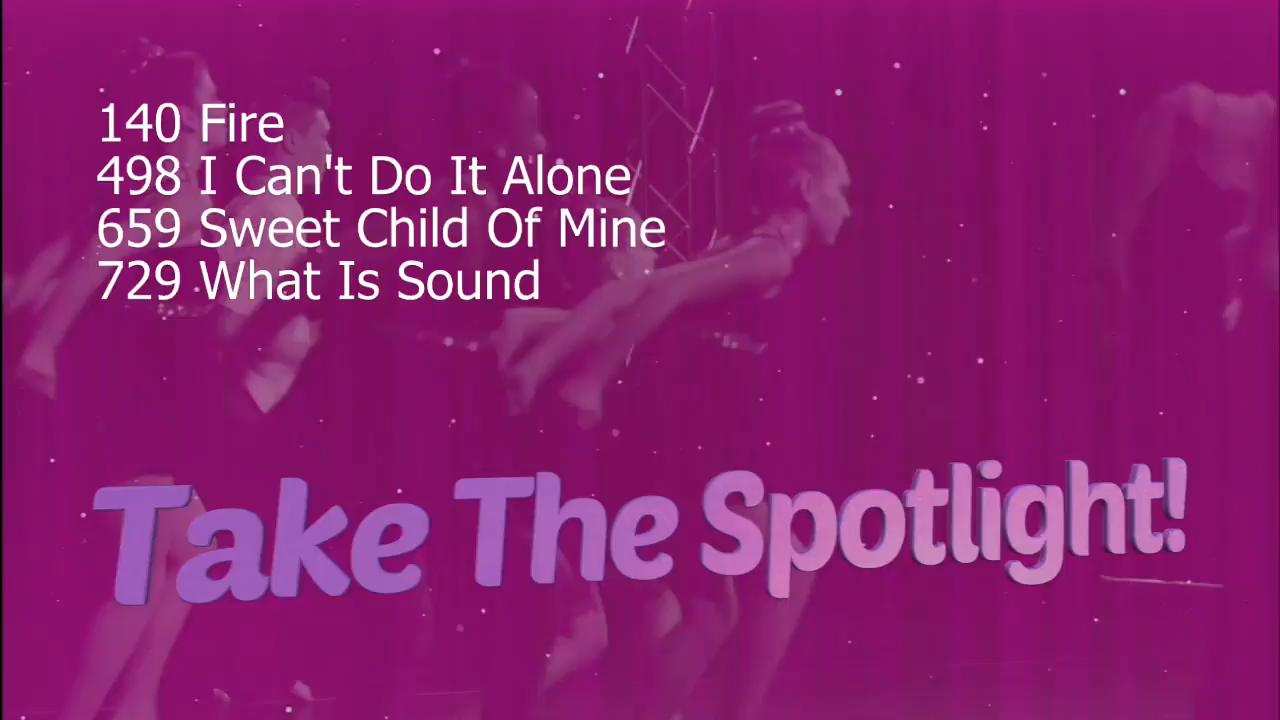 140 Fire
498 I Can't Do It Alone
659 Sweet Child Of Mine
729 What Is Sound
Take The Spotlight!